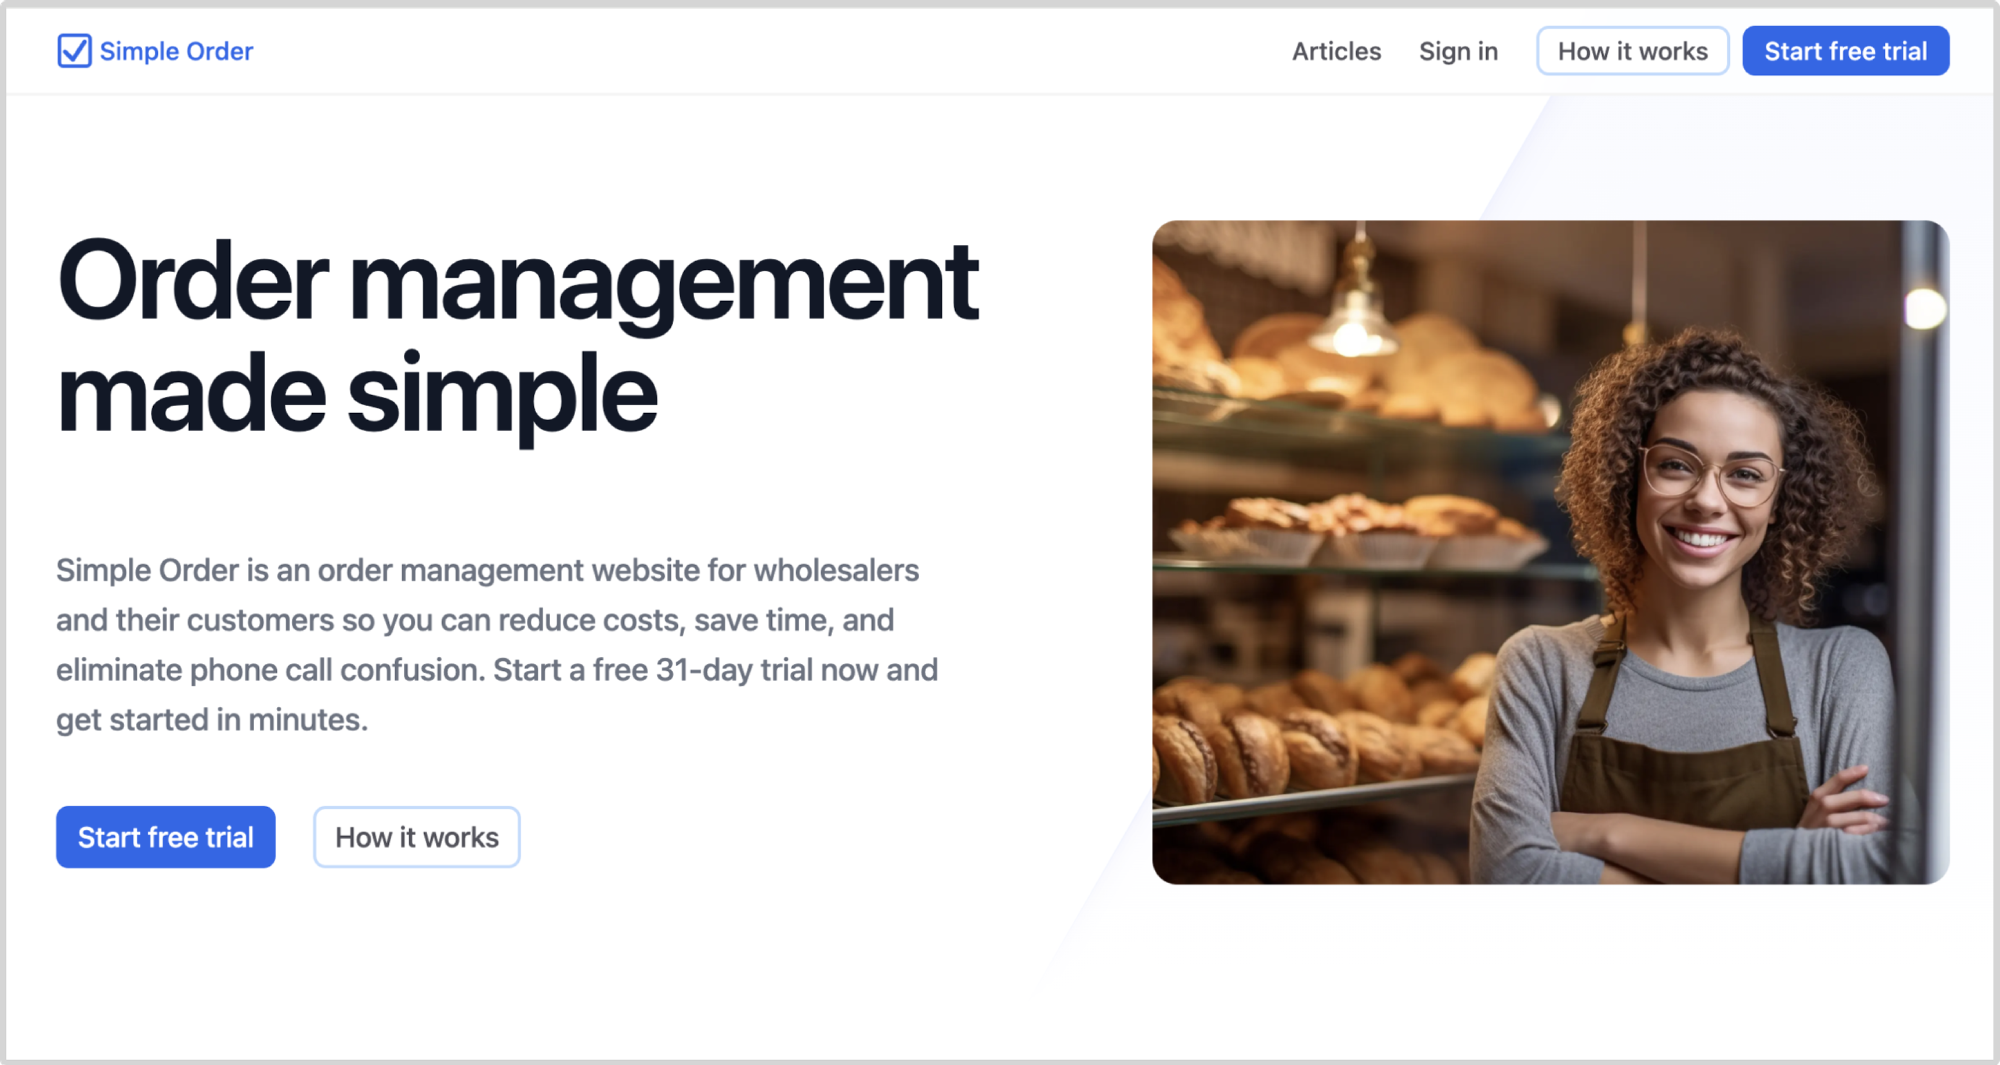 Simple Order
Articles
Sign in
How it works
Start free trial
Order management
made simple
Simple Order is an order management website for wholesalers
and their customers so you can reduce costs, save time, and
eliminate phone call confusion. Start a free 31-day trial now and
get started in minutes.
Start free trial
How it works